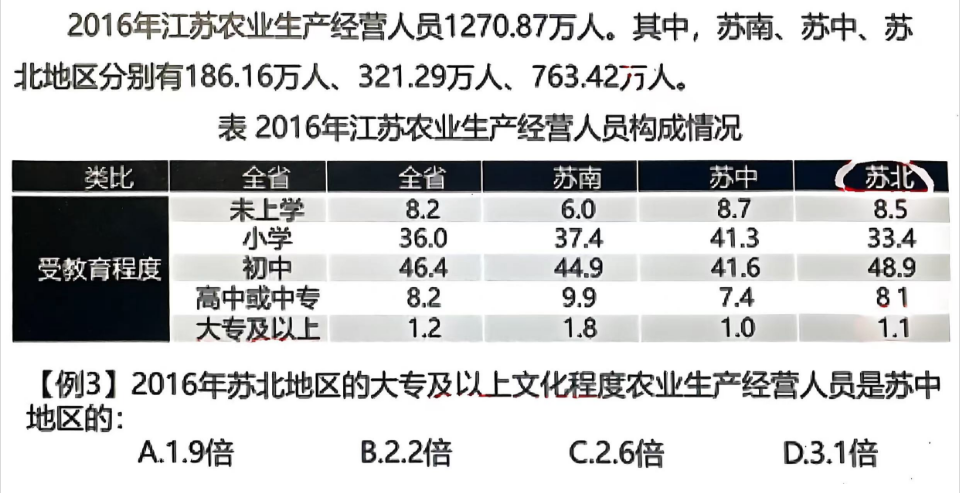 2016年江苏农业生产经营人员1270.87万人。其中，苏南、苏中、苏
北地区分别有186.16万人、321.29万人、763.42万人。
表 2016年江苏农业生产经营人员构成情况
类比 全省 全省 苏南 苏中 苏北
未上学 8.2 6.0 8.7 8.5
小学 36.0 37.4 41.3 33.4
受教育程度 初中 46.4 44.9 41.6 48.9
高中或中专 8.2 9.9 7.4 8 1
大专及以上 1.2 1.8 1.0 1.1
【例3】2016年苏北地区的大专及以上文化程度农业生产经营人员是苏中
地区的：
A.1.9倍 B.2.2倍 C.2.6倍 D.3.1倍